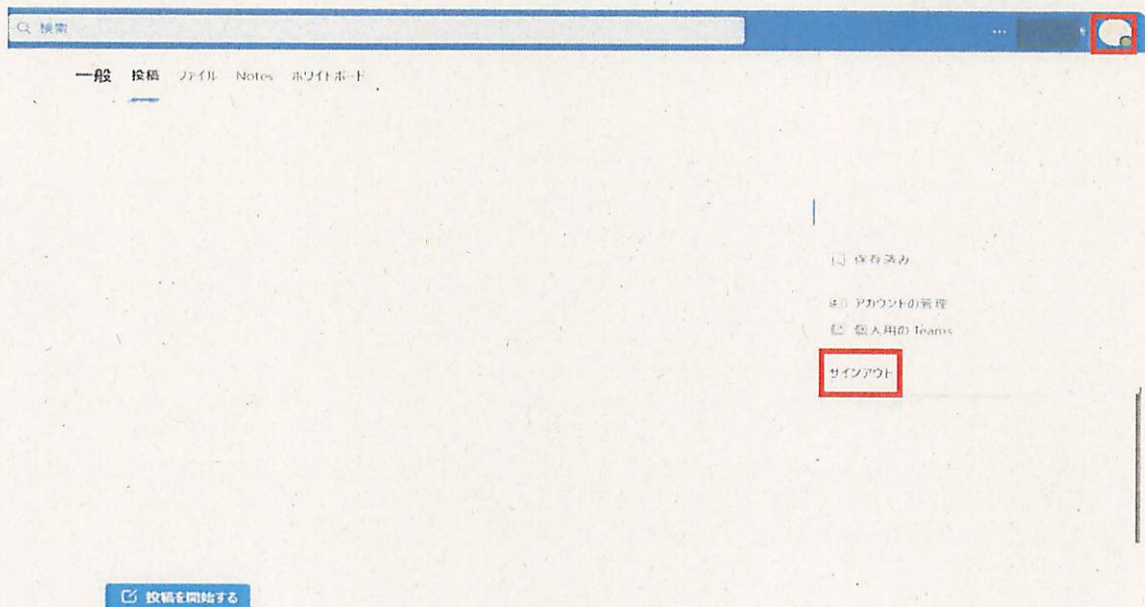 検索
一般 投稿 ファイル Notes ホワイトボード
保存済み
アカウントの管理
個人用の Teams
サインアウト
投稿を開始する